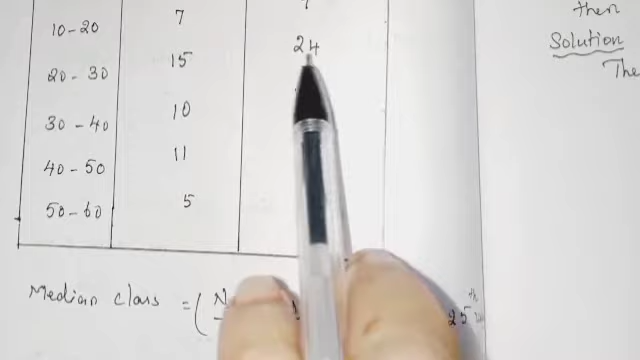 10-20 7
20-30 15 24
30-40 10
40-50 11
50-60 5
Median class = ( N
25th
then
Solution
The